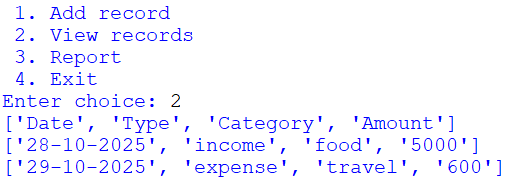 1. Add record
2. View records
3. Report
4. Exit
Enter choice: 2
['Date', 'Type', 'Category', 'Amount']
['28-10-2025', 'income', 'food', '5000']
['29-10-2025', 'expense', 'travel', '600']